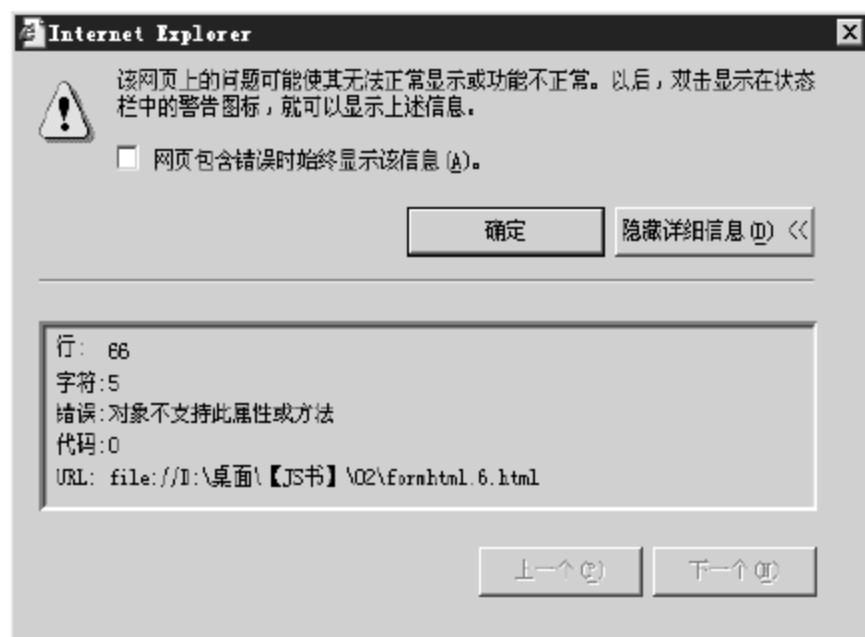 Internet Explorer
该网页上的问题可能使其无法正常显示或功能不正常。以后，双击显示在状态
栏中的警告图标，就可以显示上述信息。
网页包含错误时始终显示该信息(A)。
确定
隐藏详细信息(D) <<
行： 66
字符:5
错误:对象不支持此属性或方法
代码:0
URL: file://D:\桌面\【JS书】\02\formhtml.6.html
上一个(P)
下一个(N)